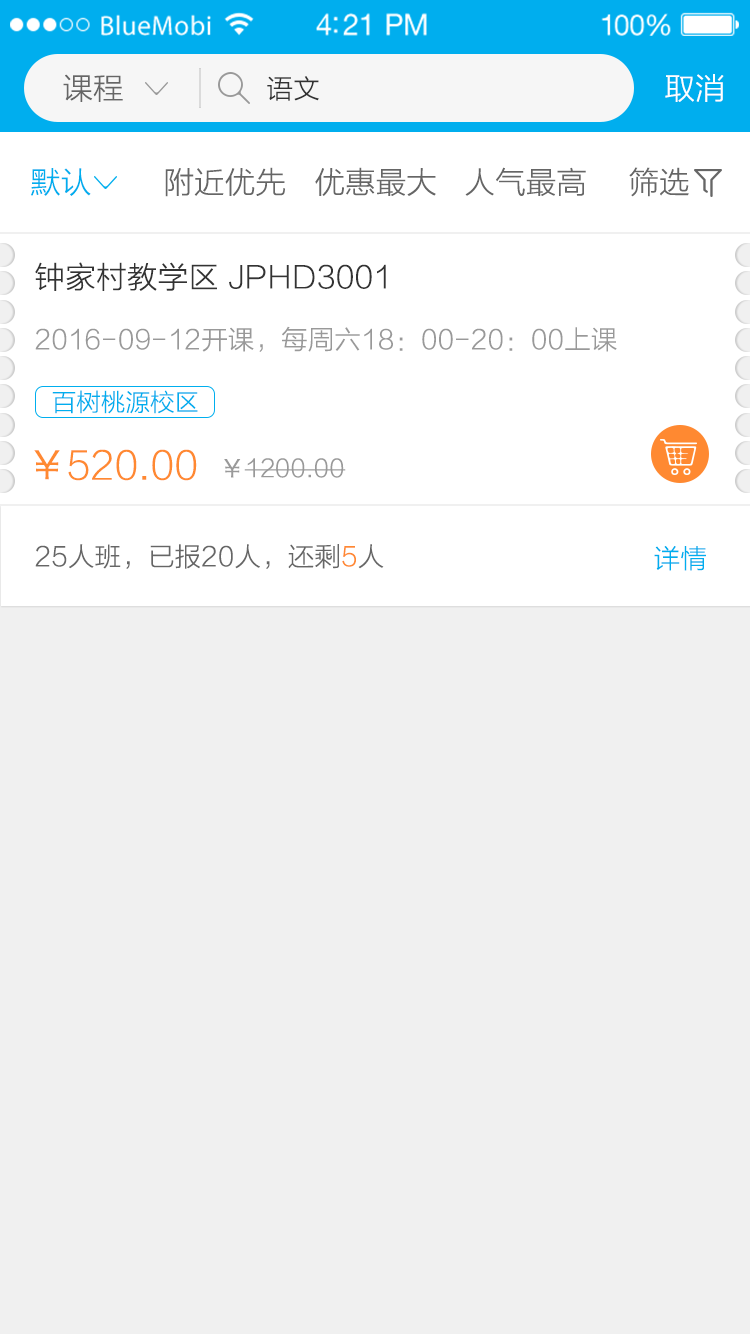 BlueMobi 4:21 PM 100%
课程 语文 取消
默认 附近优先 优惠最大 人气最高 筛选
钟家村教学区 JPHD3001
2016-09-12开课，每周六18：00-20：00上课
百树桃源校区
￥520.00 ￥1200.00
25人班，已报20人，还剩5人 详情